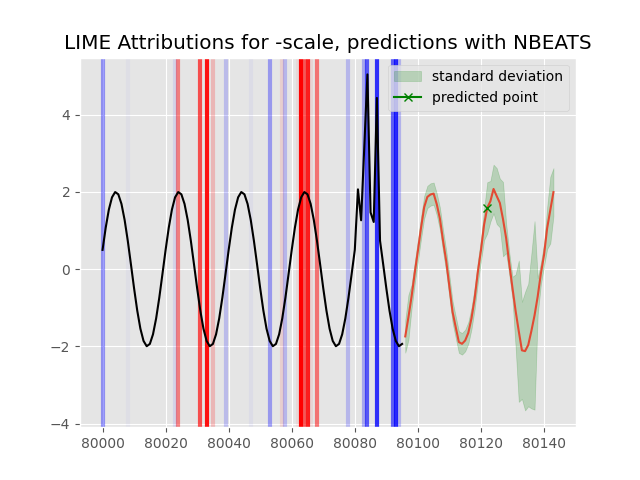 LIME Attributions for -scale, predictions with NBEATS
standard deviation
predicted point
4
2
0
−2
−4
80000 80020 80040 80060 80080 80100 80120 80140